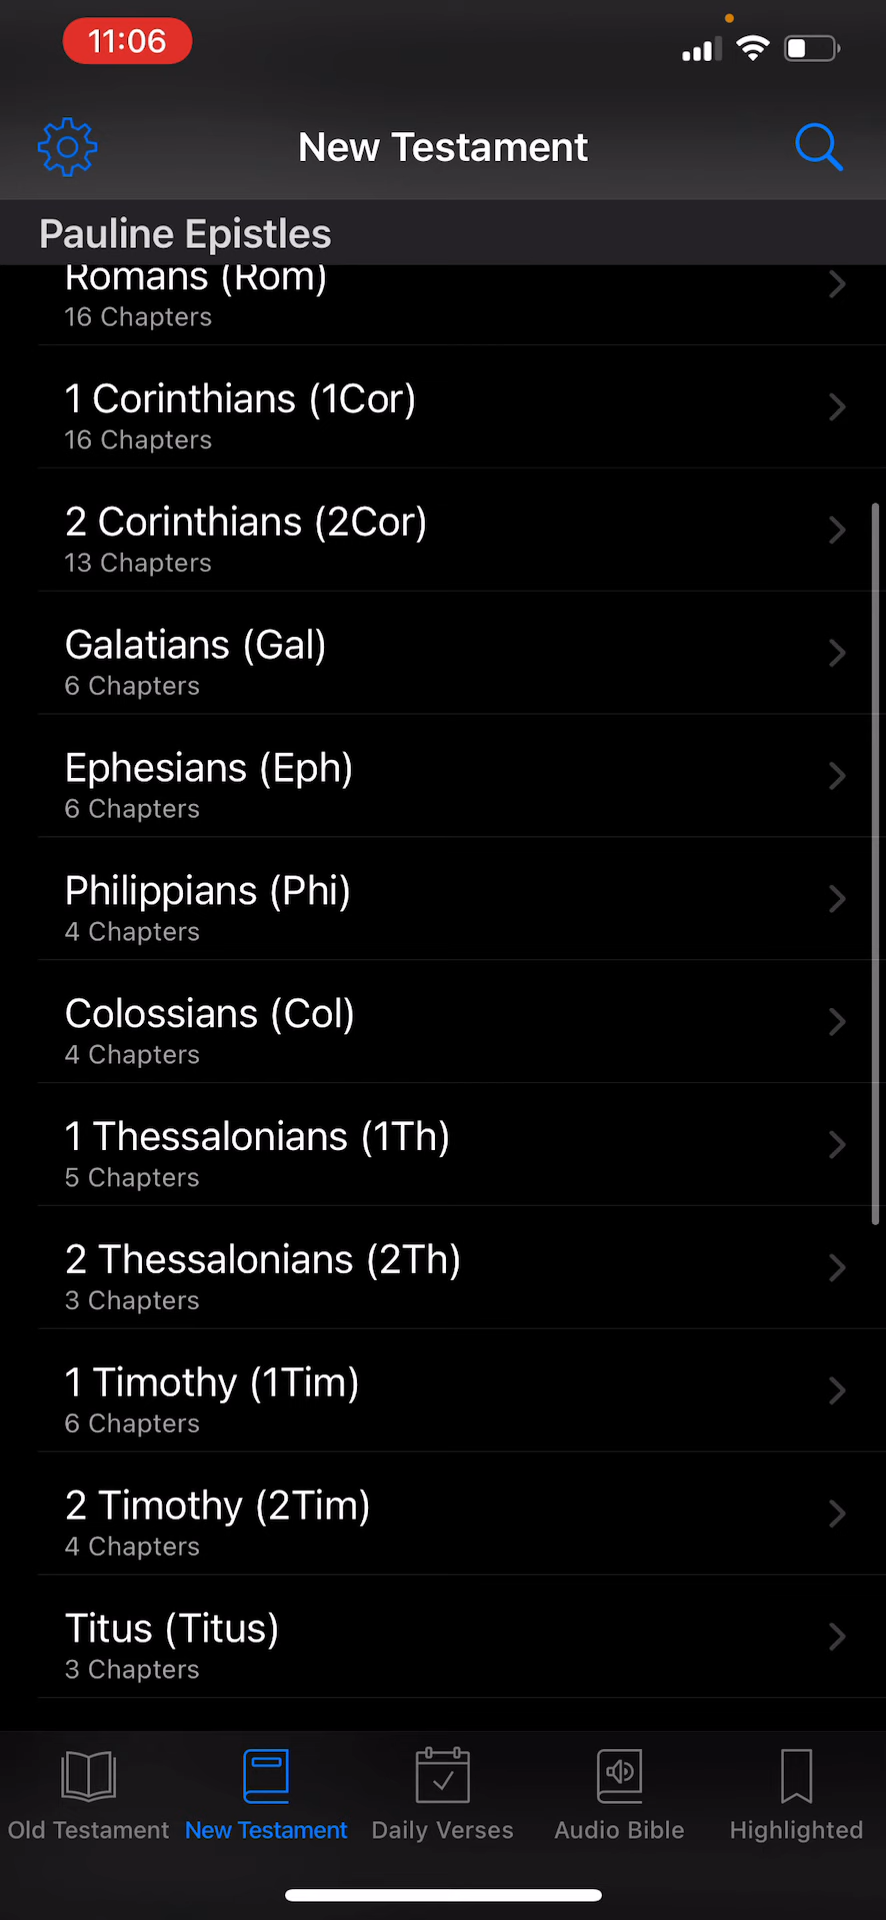 11:06
New Testament
Pauline Epistles
Romans (Rom)
16 Chapters
1 Corinthians (1Cor)
16 Chapters
2 Corinthians (2Cor)
13 Chapters
Galatians (Gal)
6 Chapters
Ephesians (Eph)
6 Chapters
Philippians (Phi)
4 Chapters
Colossians (Col)
4 Chapters
1 Thessalonians (1Th)
5 Chapters
2 Thessalonians (2Th)
3 Chapters
1 Timothy (1Tim)
6 Chapters
2 Timothy (2Tim)
4 Chapters
Titus (Titus)
3 Chapters
Old Testament New Testament Daily Verses Audio Bible Highlighted